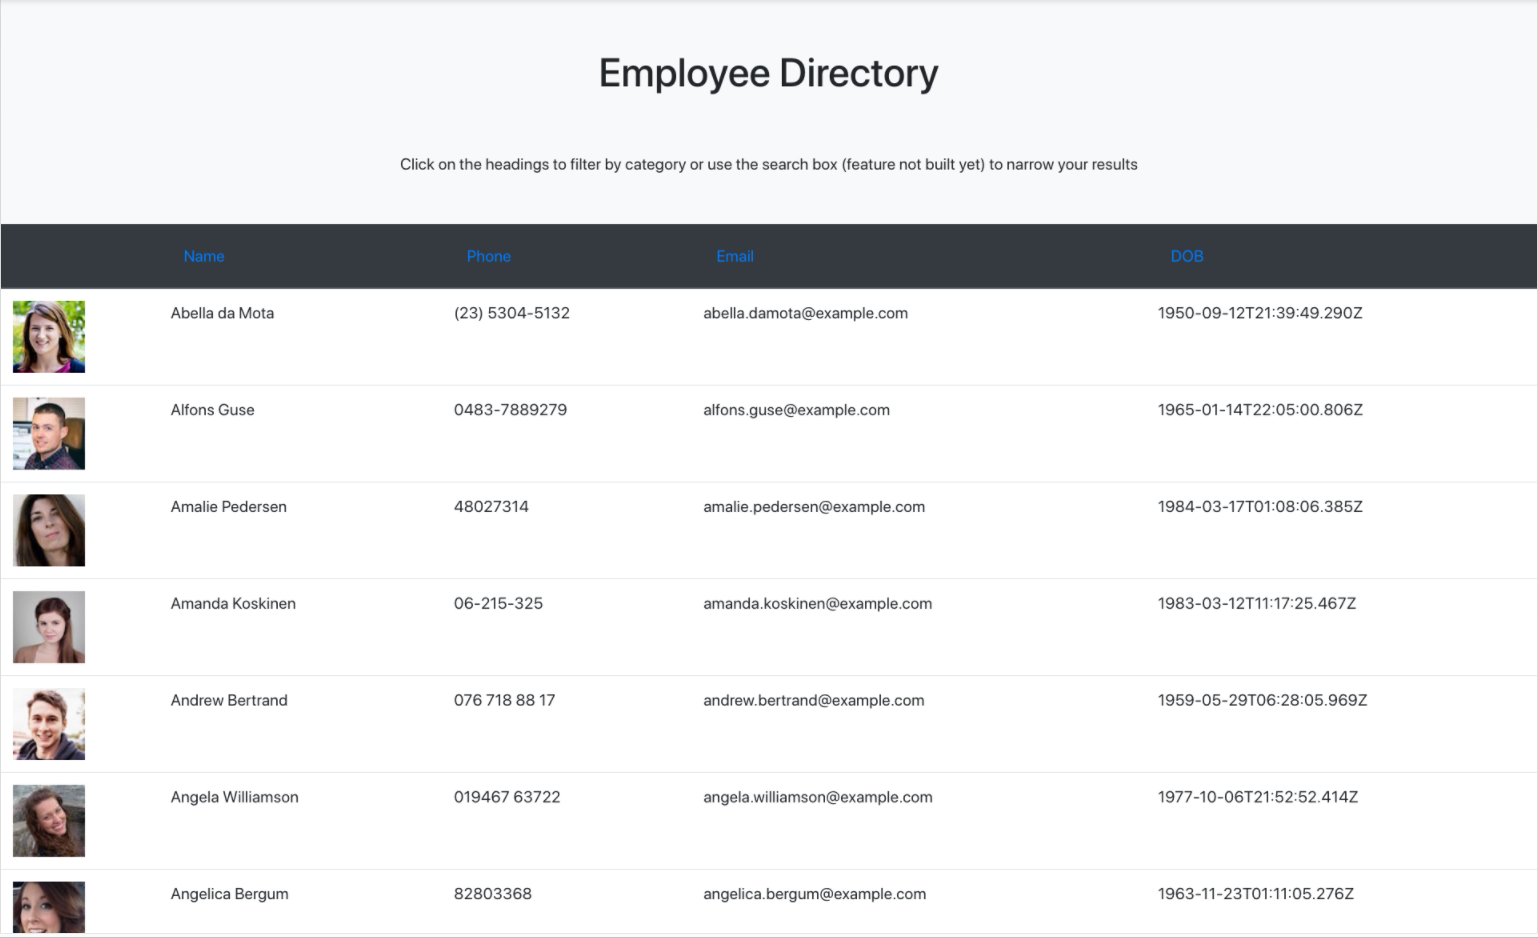 Employee Directory
Click on the headings to filter by category or use the search box (feature not built yet) to narrow your results
Name Phone Email DOB
Abella da Mota (23) 5304-5132 abella.damota@example.com 1950-09-12T21:39:49.290Z
Alfons Guse 0483-7889279 alfons.guse@example.com 1965-01-14T22:05:00.806Z
Amalie Pedersen 48027314 amalie.pedersen@example.com 1984-03-17T01:08:06.385Z
Amanda Koskinen 06-215-325 amanda.koskinen@example.com 1983-03-12T11:17:25.467Z
Andrew Bertrand 076 718 88 17 andrew.bertrand@example.com 1959-05-29T06:28:05.969Z
Angela Williamson 019467 63722 angela.williamson@example.com 1977-10-06T21:52:52.414Z
Angelica Bergum 82803368 angelica.bergum@example.com 1963-11-23T01:11:05.276Z